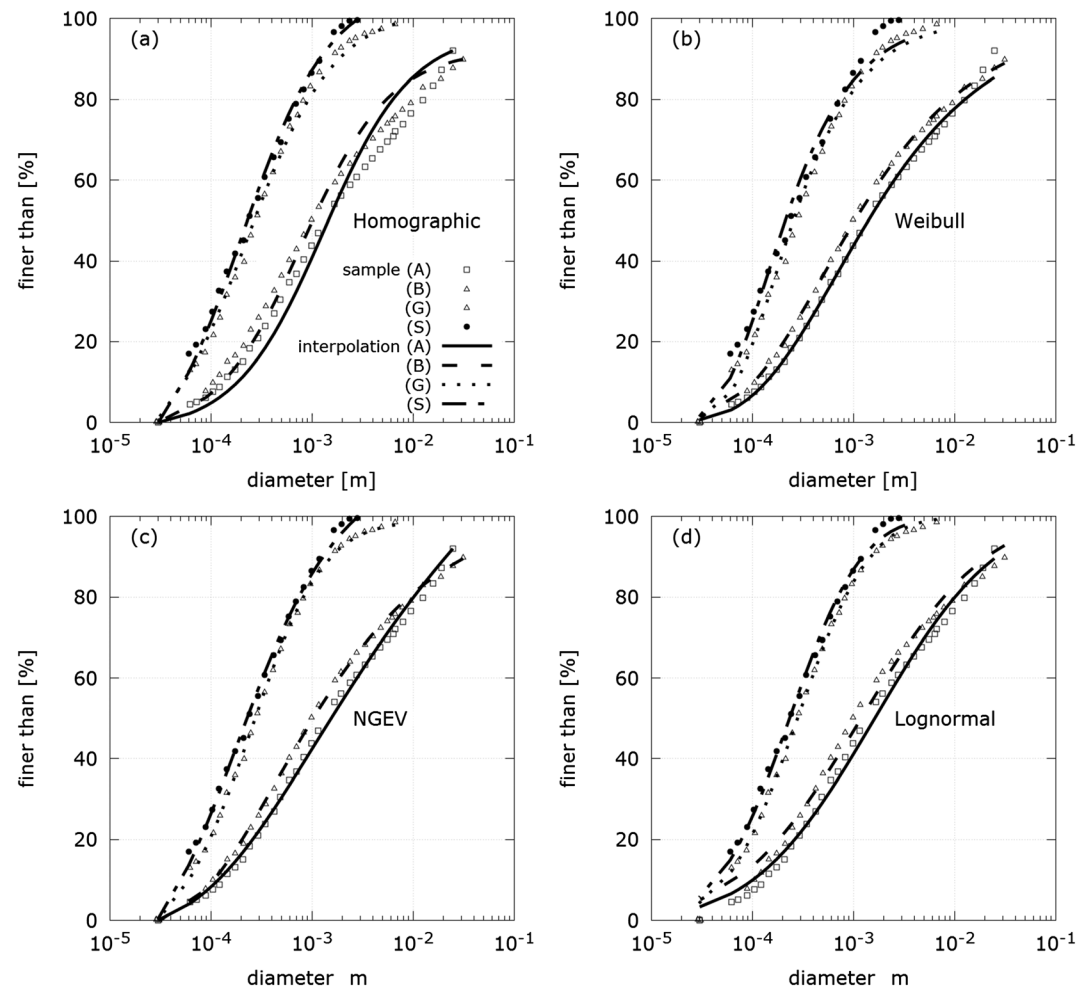 100
80
60
40
20
0
finer than [%]
(a)
Homographic
sample (A)
(B)
(G)
(S)
interpolation (A)
(B)
(G)
(S)
10⁻⁵ 10⁻⁴ 10⁻³ 10⁻² 10⁻¹
diameter [m]
100
80
60
40
20
0
finer than [%]
(b)
Weibull
10⁻⁵ 10⁻⁴ 10⁻³ 10⁻² 10⁻¹
diameter [m]
100
80
60
40
20
0
finer than [%]
(c)
NGEV
10⁻⁵ 10⁻⁴ 10⁻³ 10⁻² 10⁻¹
diameter m
100
80
60
40
20
0
finer than [%]
(d)
Lognormal
10⁻⁵ 10⁻⁴ 10⁻³ 10⁻² 10⁻¹
diameter m